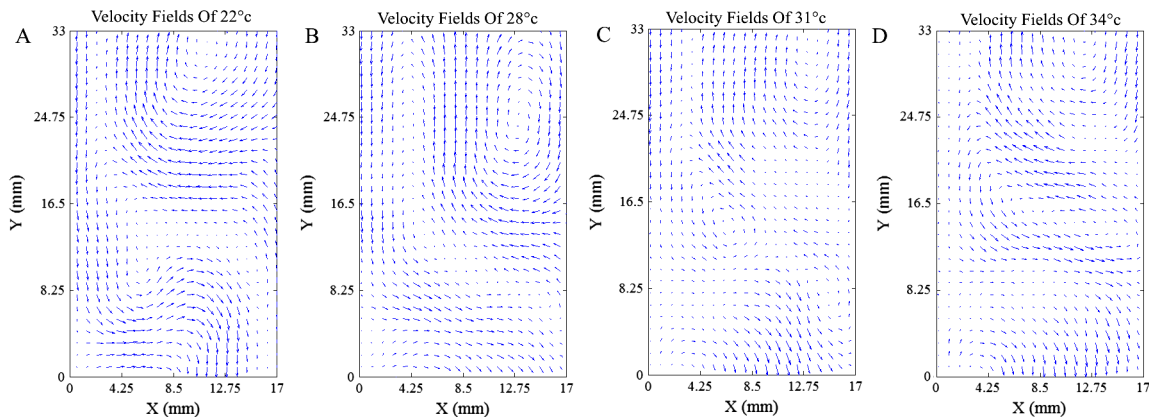 Velocity Fields Of 22°c
Velocity Fields Of 28°c
Velocity Fields Of 31°c
Velocity Fields Of 34°c
A
B
C
D
33
24.75
16.5
8.25
0
Y (mm)
0 4.25 8.5 12.75 17
X (mm)
33
24.75
16.5
8.25
0
Y (mm)
0 4.25 8.5 12.75 17
X (mm)
33
24.75
16.5
8.25
0
Y (mm)
0 4.25 8.5 12.75 17
X (mm)
33
24.75
16.5
8.25
0
Y (mm)
0 4.25 8.5 12.75 17
X (mm)